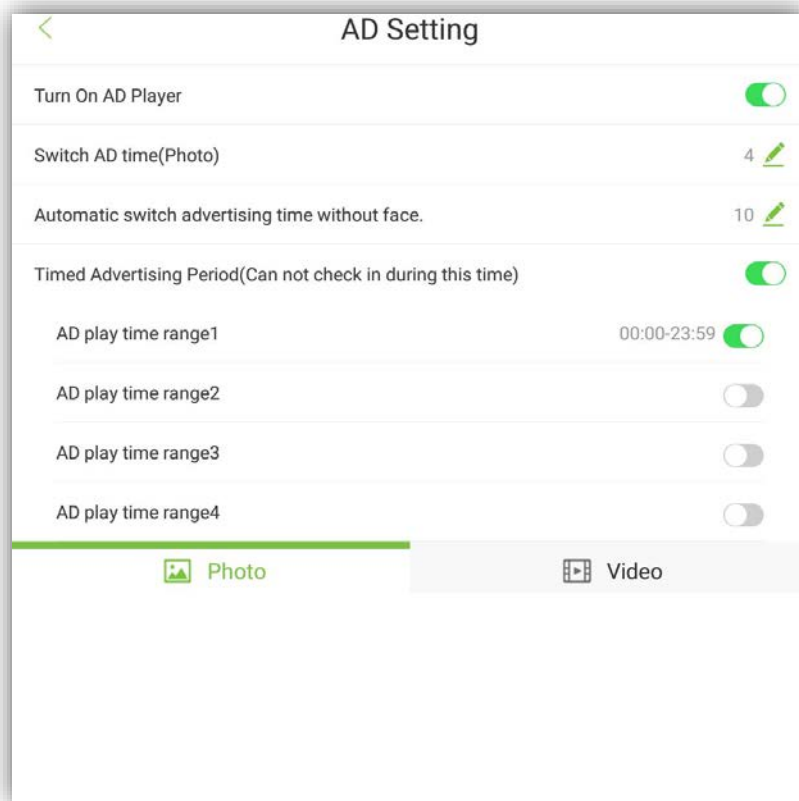 AD Setting
Turn On AD Player
Switch AD time(Photo) 4
Automatic switch advertising time without face. 10
Timed Advertising Period(Can not check in during this time)
AD play time range1 00:00-23:59
AD play time range2
AD play time range3
AD play time range4
Photo Video